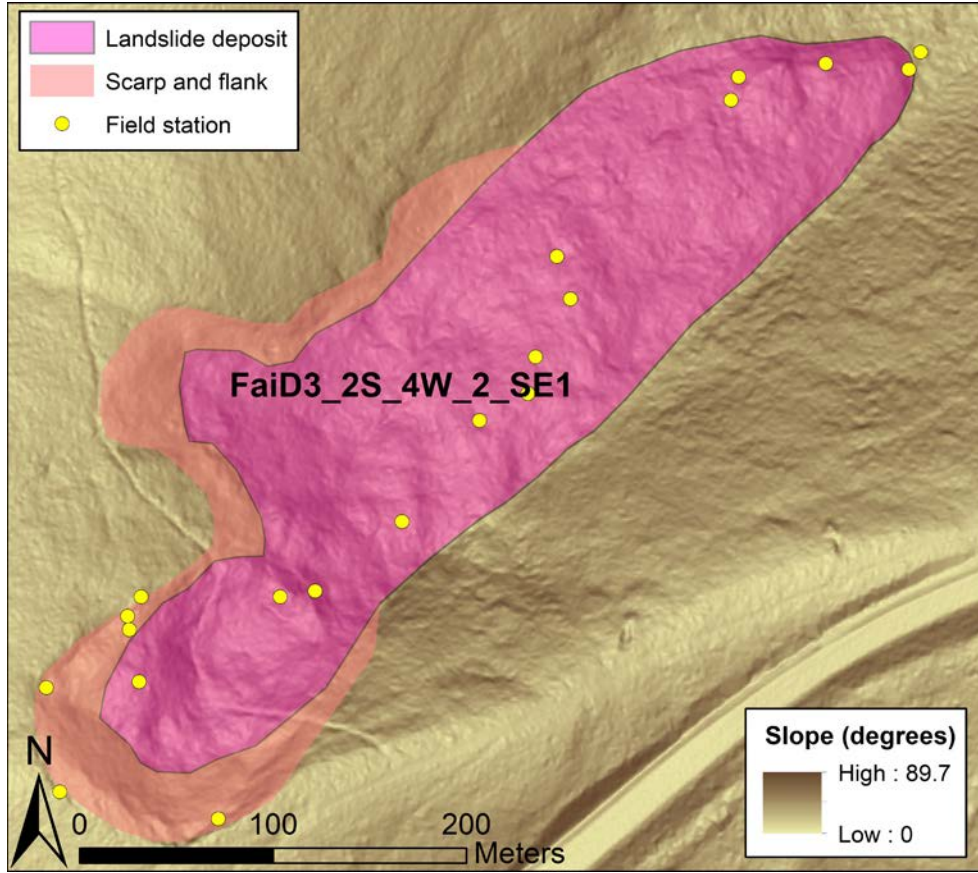 Landslide deposit
Scarp and flank
Field station
FaiD3_2S_4W_2_SE1
N
0 100 200
Meters
Slope (degrees)
High : 89.7
Low : 0